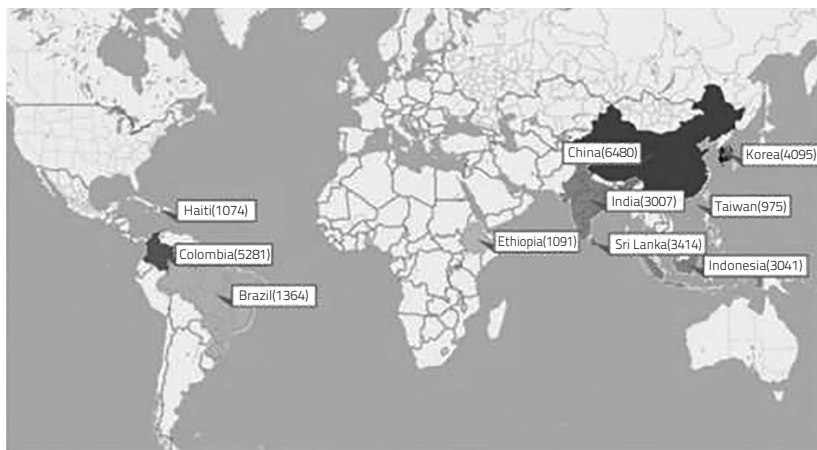 China(6480)
Korea(4095)
Haiti(1074)
India(3007)
Taiwan(975)
Ethiopia(1091)
Sri Lanka(3414)
Colombia(5281)
Indonesia(3041)
Brazil(1364)